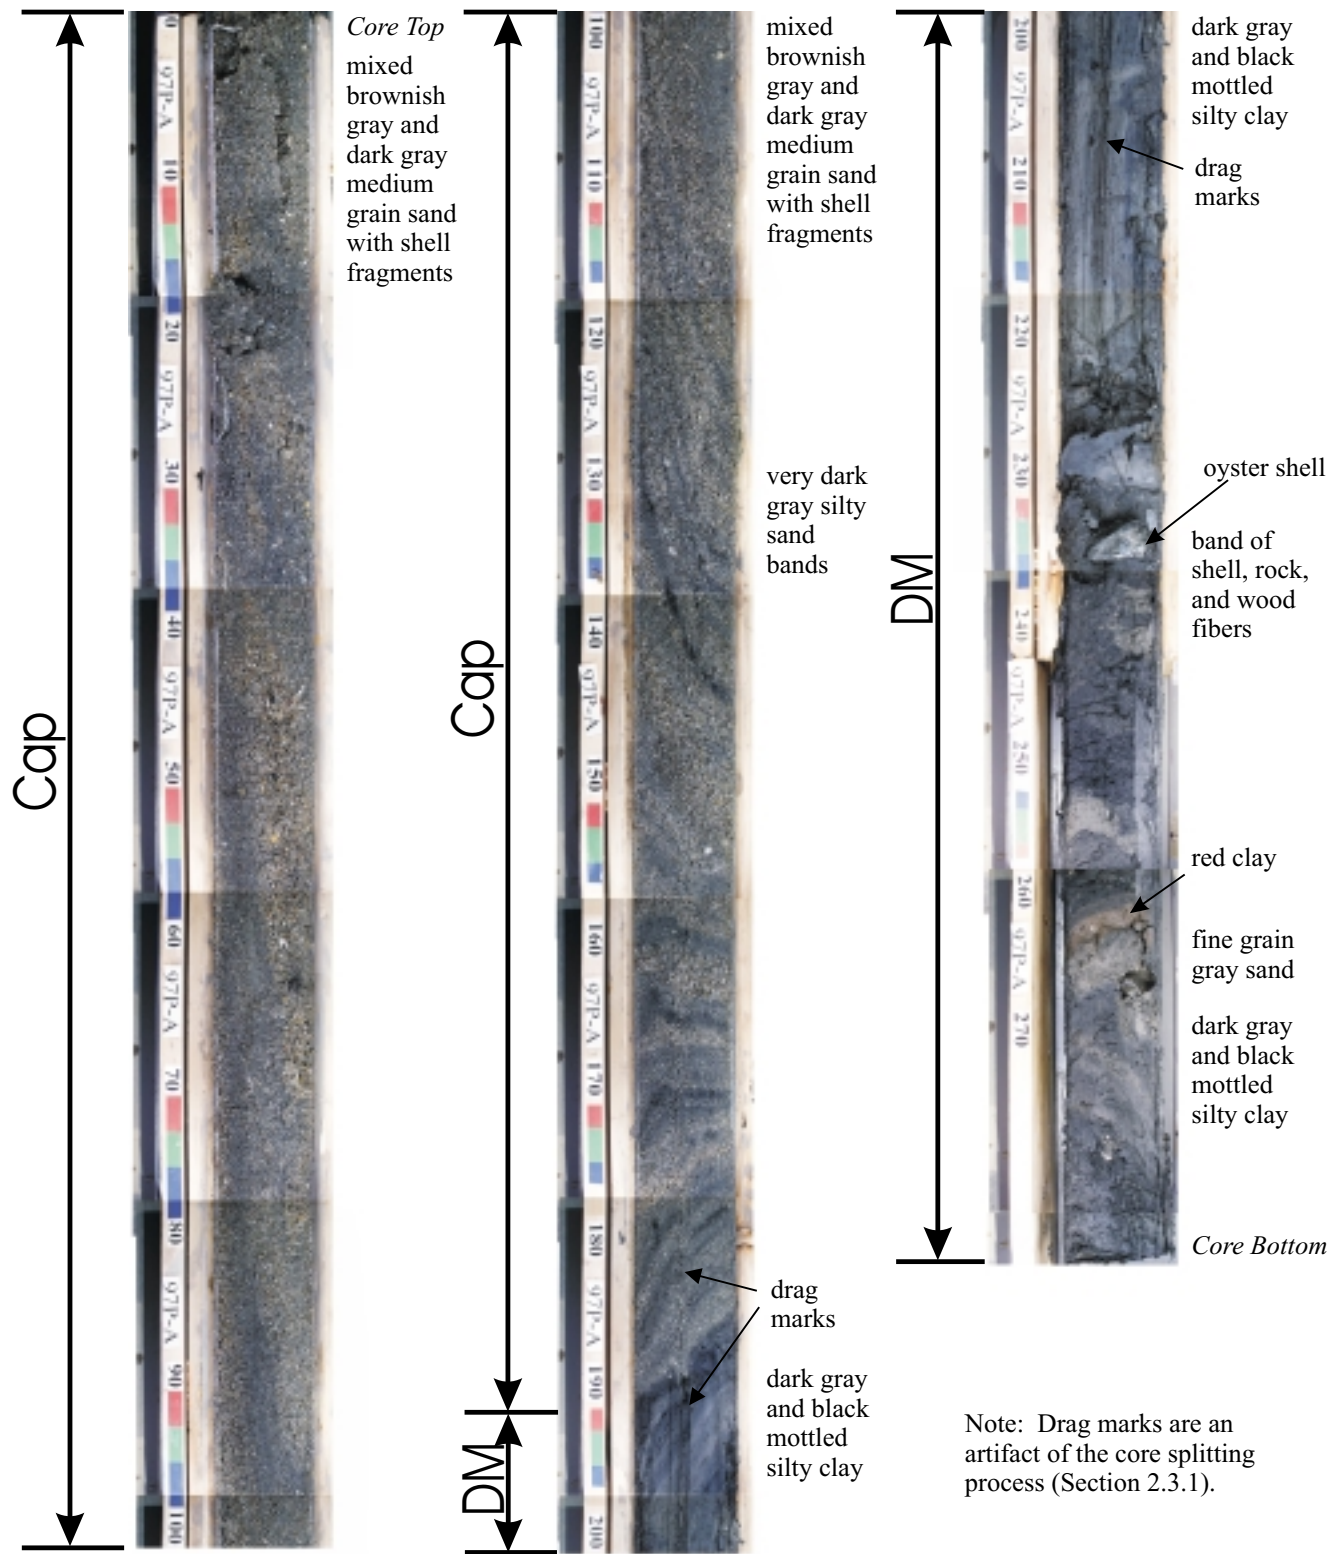 Core Top
mixed
brownish
gray and
dark gray
medium
grain sand
with shell
fragments
Cap
0
97P-A
10
20
97P-A
30
40
97P-A
50
60
97P-A
70
80
97P-A
90
100
mixed
brownish
gray and
dark gray
medium
grain sand
with shell
fragments
very dark
gray silty
sand
bands
drag
marks
dark gray
and black
mottled
silty clay
Cap
DM
100
97P-A
110
120
97P-A
130
140
97P-A
150
160
97P-A
170
180
97P-A
190
200
dark gray
and black
mottled
silty clay
drag
marks
oyster shell
band of
shell, rock,
and wood
fibers
red clay
fine grain
gray sand
dark gray
and black
mottled
silty clay
Core Bottom
DM
200
97P-A
210
220
97P-A
230
240
97P-A
250
260
97P-A
270
Note: Drag marks are an
artifact of the core splitting
process (Section 2.3.1).